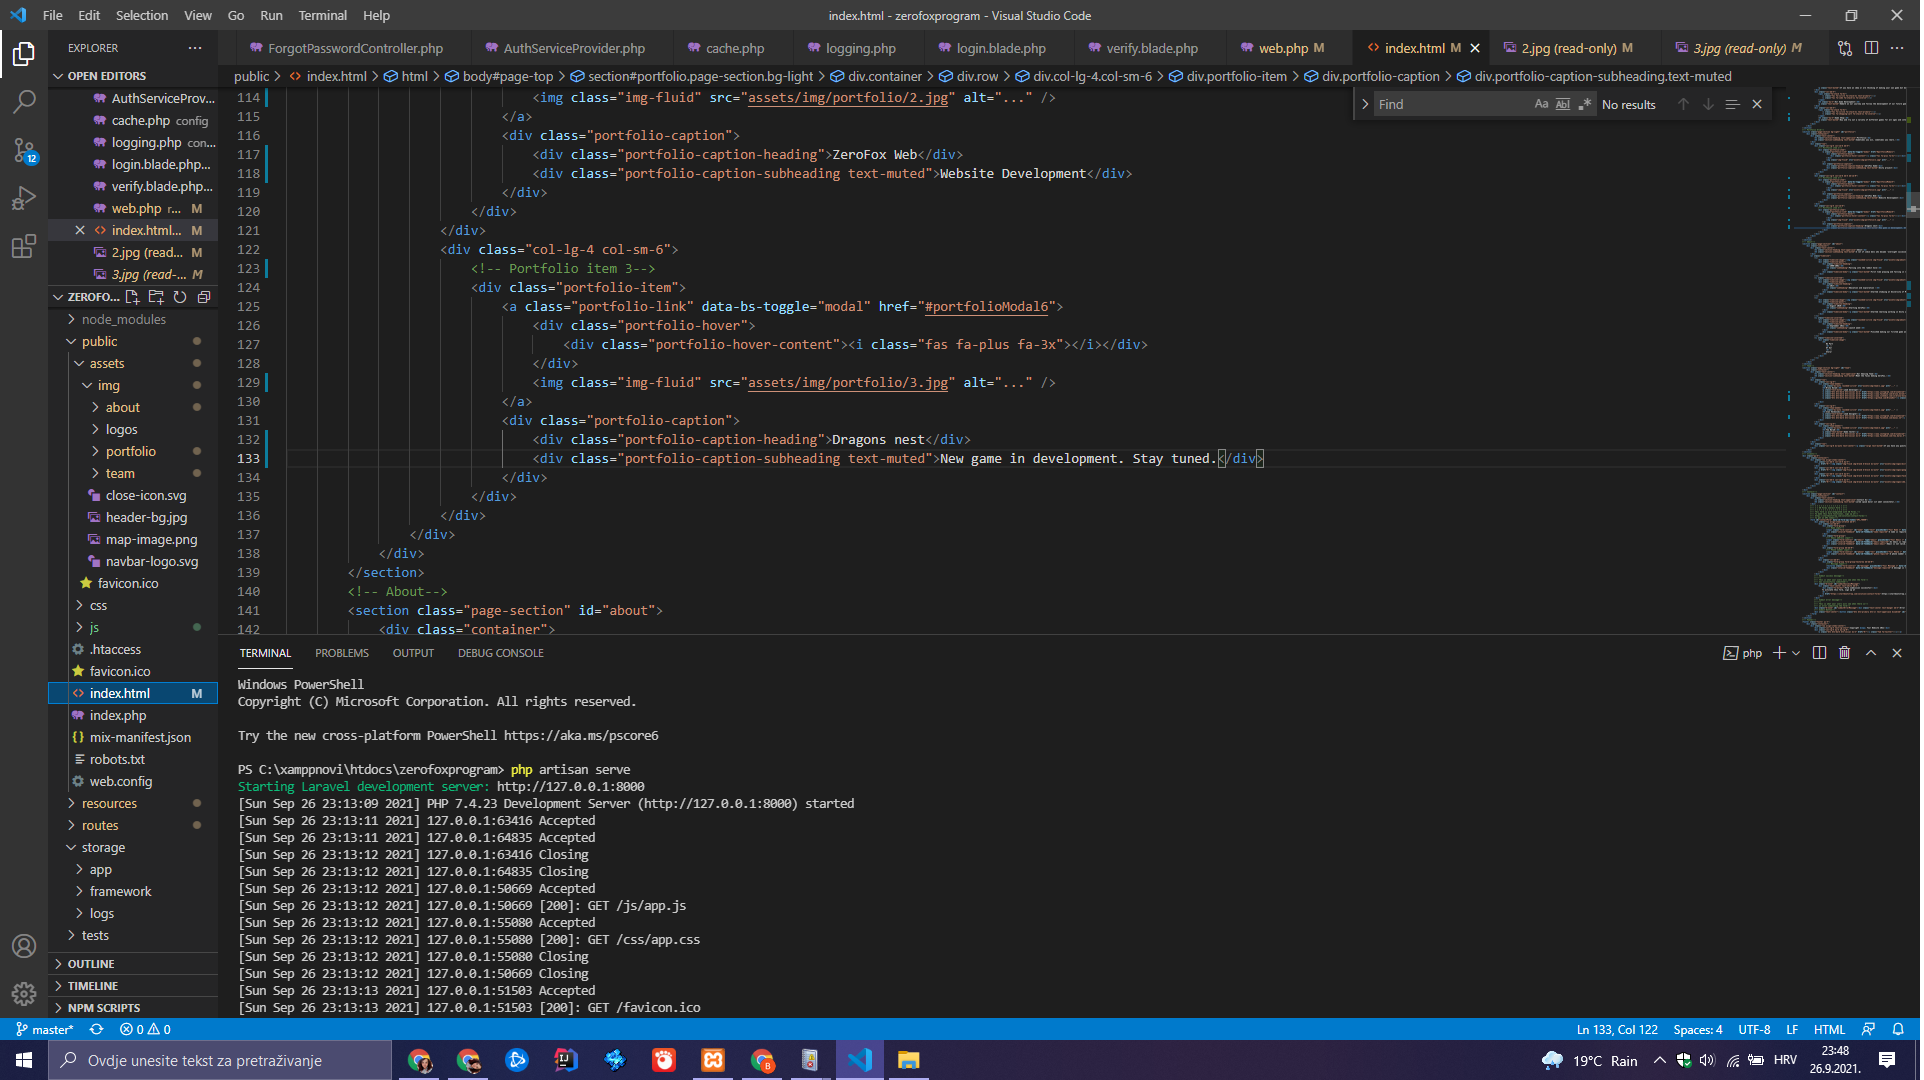 File Edit Selection View Go Run Terminal Help
index.html - zerofoxprogram - Visual Studio Code
EXPLORER
ForgotPasswordController.php AuthServiceProvider.php cache.php logging.php login.blade.php verify.blade.php web.php M index.html M 2.jpg (read-only) M 3.jpg (read-only) M
OPEN EDITORS
AuthServiceProv...
cache.php config
logging.php con...
login.blade.php...
verify.blade.php...
web.php r... M
index.html... M
2.jpg (read... M
3.jpg (read-... M
ZEROFO...
node_modules
public
assets
img
about
logos
portfolio
team
close-icon.svg
header-bg.jpg
map-image.png
navbar-logo.svg
favicon.ico
css
js
.htaccess
favicon.ico
index.html M
index.php
mix-manifest.json
robots.txt
web.config
resources
routes
storage
app
framework
logs
tests
OUTLINE
TIMELINE
NPM SCRIPTS
12
public > index.html > html > body#page-top > section#portfolio.page-section.bg-light > div.container > div.row > div.col-lg-4.col-sm-6 > div.portfolio-item > div.portfolio-caption > div.portfolio-caption-subheading.text-muted
Find Aa Abl .* No results
114 <img class="img-fluid" src="assets/img/portfolio/2.jpg" alt="..." />
115 </a>
116 <div class="portfolio-caption">
117 <div class="portfolio-caption-heading">ZeroFox Web</div>
118 <div class="portfolio-caption-subheading text-muted">Website Development</div>
119 </div>
120 </div>
121 </div>
122 <div class="col-lg-4 col-sm-6">
123 <!-- Portfolio item 3-->
124 <div class="portfolio-item">
125 <a class="portfolio-link" data-bs-toggle="modal" href="#portfolioModal6">
126 <div class="portfolio-hover">
127 <div class="portfolio-hover-content"><i class="fas fa-plus fa-3x"></i></div>
128 </div>
129 <img class="img-fluid" src="assets/img/portfolio/3.jpg" alt="..." />
130 </a>
131 <div class="portfolio-caption">
132 <div class="portfolio-caption-heading">Dragons nest</div>
133 <div class="portfolio-caption-subheading text-muted">New game in development. Stay tuned.</div>
134 </div>
135 </div>
136 </div>
137 </div>
138 </div>
139 </section>
140 <!-- About-->
141 <section class="page-section" id="about">
142 <div class="container">
TERMINAL PROBLEMS OUTPUT DEBUG CONSOLE
php
Windows PowerShell
Copyright (C) Microsoft Corporation. All rights reserved.
Try the new cross-platform PowerShell https://aka.ms/pscore6
PS C:\xamppnovi\htdocs\zerofoxprogram> php artisan serve
Starting Laravel development server: http://127.0.0.1:8000
[Sun Sep 26 23:13:09 2021] PHP 7.4.23 Development Server (http://127.0.0.1:8000) started
[Sun Sep 26 23:13:11 2021] 127.0.0.1:63416 Accepted
[Sun Sep 26 23:13:11 2021] 127.0.0.1:64835 Accepted
[Sun Sep 26 23:13:12 2021] 127.0.0.1:63416 Closing
[Sun Sep 26 23:13:12 2021] 127.0.0.1:64835 Closing
[Sun Sep 26 23:13:12 2021] 127.0.0.1:50669 Accepted
[Sun Sep 26 23:13:12 2021] 127.0.0.1:50669 [200]: GET /js/app.js
[Sun Sep 26 23:13:12 2021] 127.0.0.1:55080 Accepted
[Sun Sep 26 23:13:12 2021] 127.0.0.1:55080 [200]: GET /css/app.css
[Sun Sep 26 23:13:12 2021] 127.0.0.1:55080 Closing
[Sun Sep 26 23:13:12 2021] 127.0.0.1:50669 Closing
[Sun Sep 26 23:13:13 2021] 127.0.0.1:51503 Accepted
[Sun Sep 26 23:13:13 2021] 127.0.0.1:51503 [200]: GET /favicon.ico
master* 0 0
Ln 133, Col 122 Spaces: 4 UTF-8 LF HTML
Ovdje unesite tekst za pretraživanje
19°C Rain
HRV
23:48
26.9.2021.